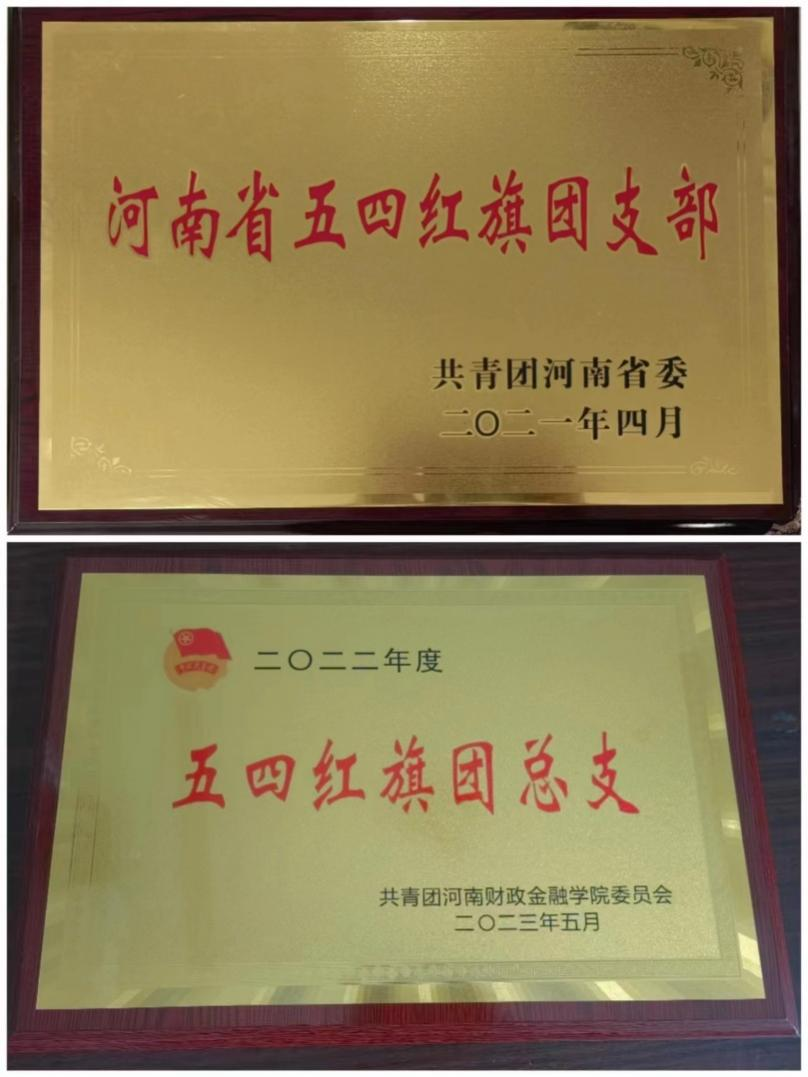 河南省五四红旗团支部
共青团河南省委
二〇二一年四月
二〇二二年度
五四红旗团总支
共青团河南财政金融学院委员会
二〇二三年五月